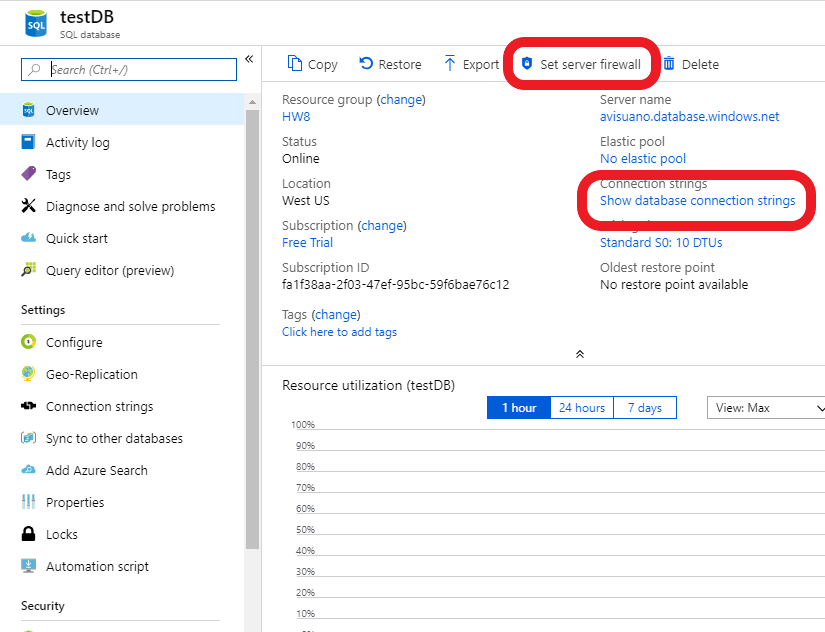 testDB
SQL database
Search (Ctrl+/)
«
Overview
Activity log
Tags
Diagnose and solve problems
Quick start
Query editor (preview)
Settings
Configure
Geo-Replication
Connection strings
Sync to other databases
Add Azure Search
Properties
Locks
Automation script
Security
Copy
Restore
Export
Set server firewall
Delete
Resource group (change)
HW8
Status
Online
Location
West US
Subscription (change)
Free Trial
Subscription ID
fa1f38aa-2f03-47ef-95bc-59f6bae76c12
Tags (change)
Click here to add tags
Server name
avisuano.database.windows.net
Elastic pool
No elastic pool
Connection strings
Show database connection strings
Standard S0: 10 DTUs
Oldest restore point
No restore point available
Resource utilization (testDB)
1 hour
24 hours
7 days
View: Max
100%
90%
80%
70%
60%
50%
40%
30%
20%
10%